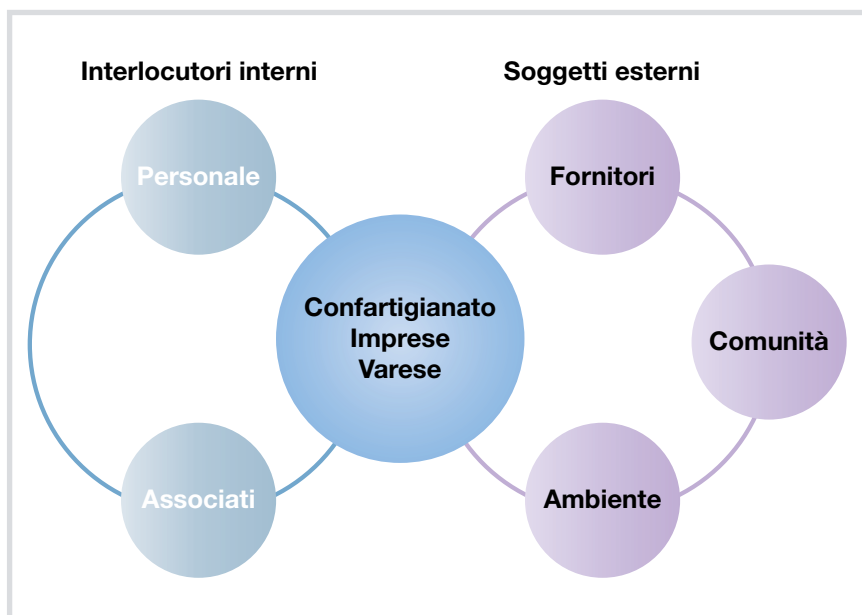 Interlocutori interni
Soggetti esterni
Personale
Fornitori
Confartigianato
Imprese
Varese
Comunità
Associati
Ambiente